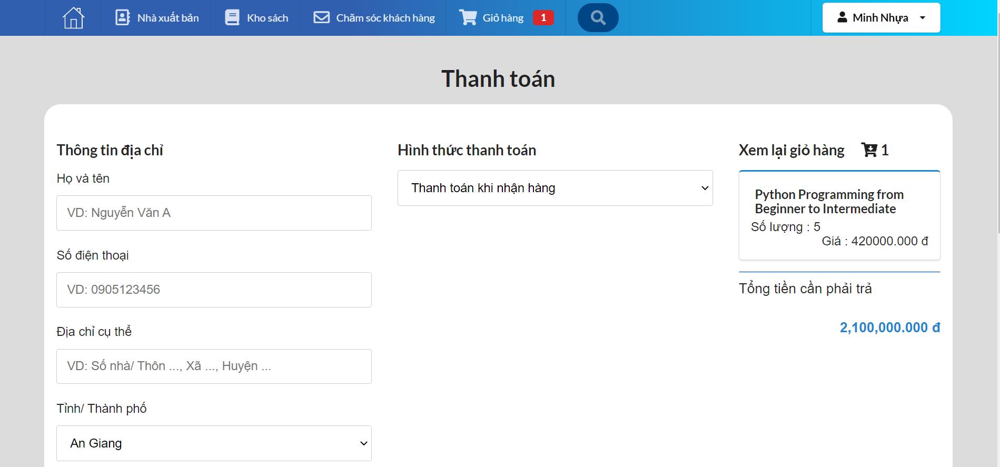 Nhà xuất bản
Kho sách
Chăm sóc khách hàng
Giỏ hàng 1
Minh Nhựa
Thanh toán
Thông tin địa chỉ
Họ và tên
VD: Nguyễn Văn A
Số điện thoại
VD: 0905123456
Địa chỉ cụ thể
VD: Số nhà/ Thôn ..., Xã ..., Huyện ...
Tỉnh/ Thành phố
An Giang
Hình thức thanh toán
Thanh toán khi nhận hàng
Xem lại giỏ hàng 1
Python Programming from
Beginner to Intermediate
Số lượng : 5
Giá : 420000.000 đ
Tổng tiền cần phải trả
2,100,000.000 đ